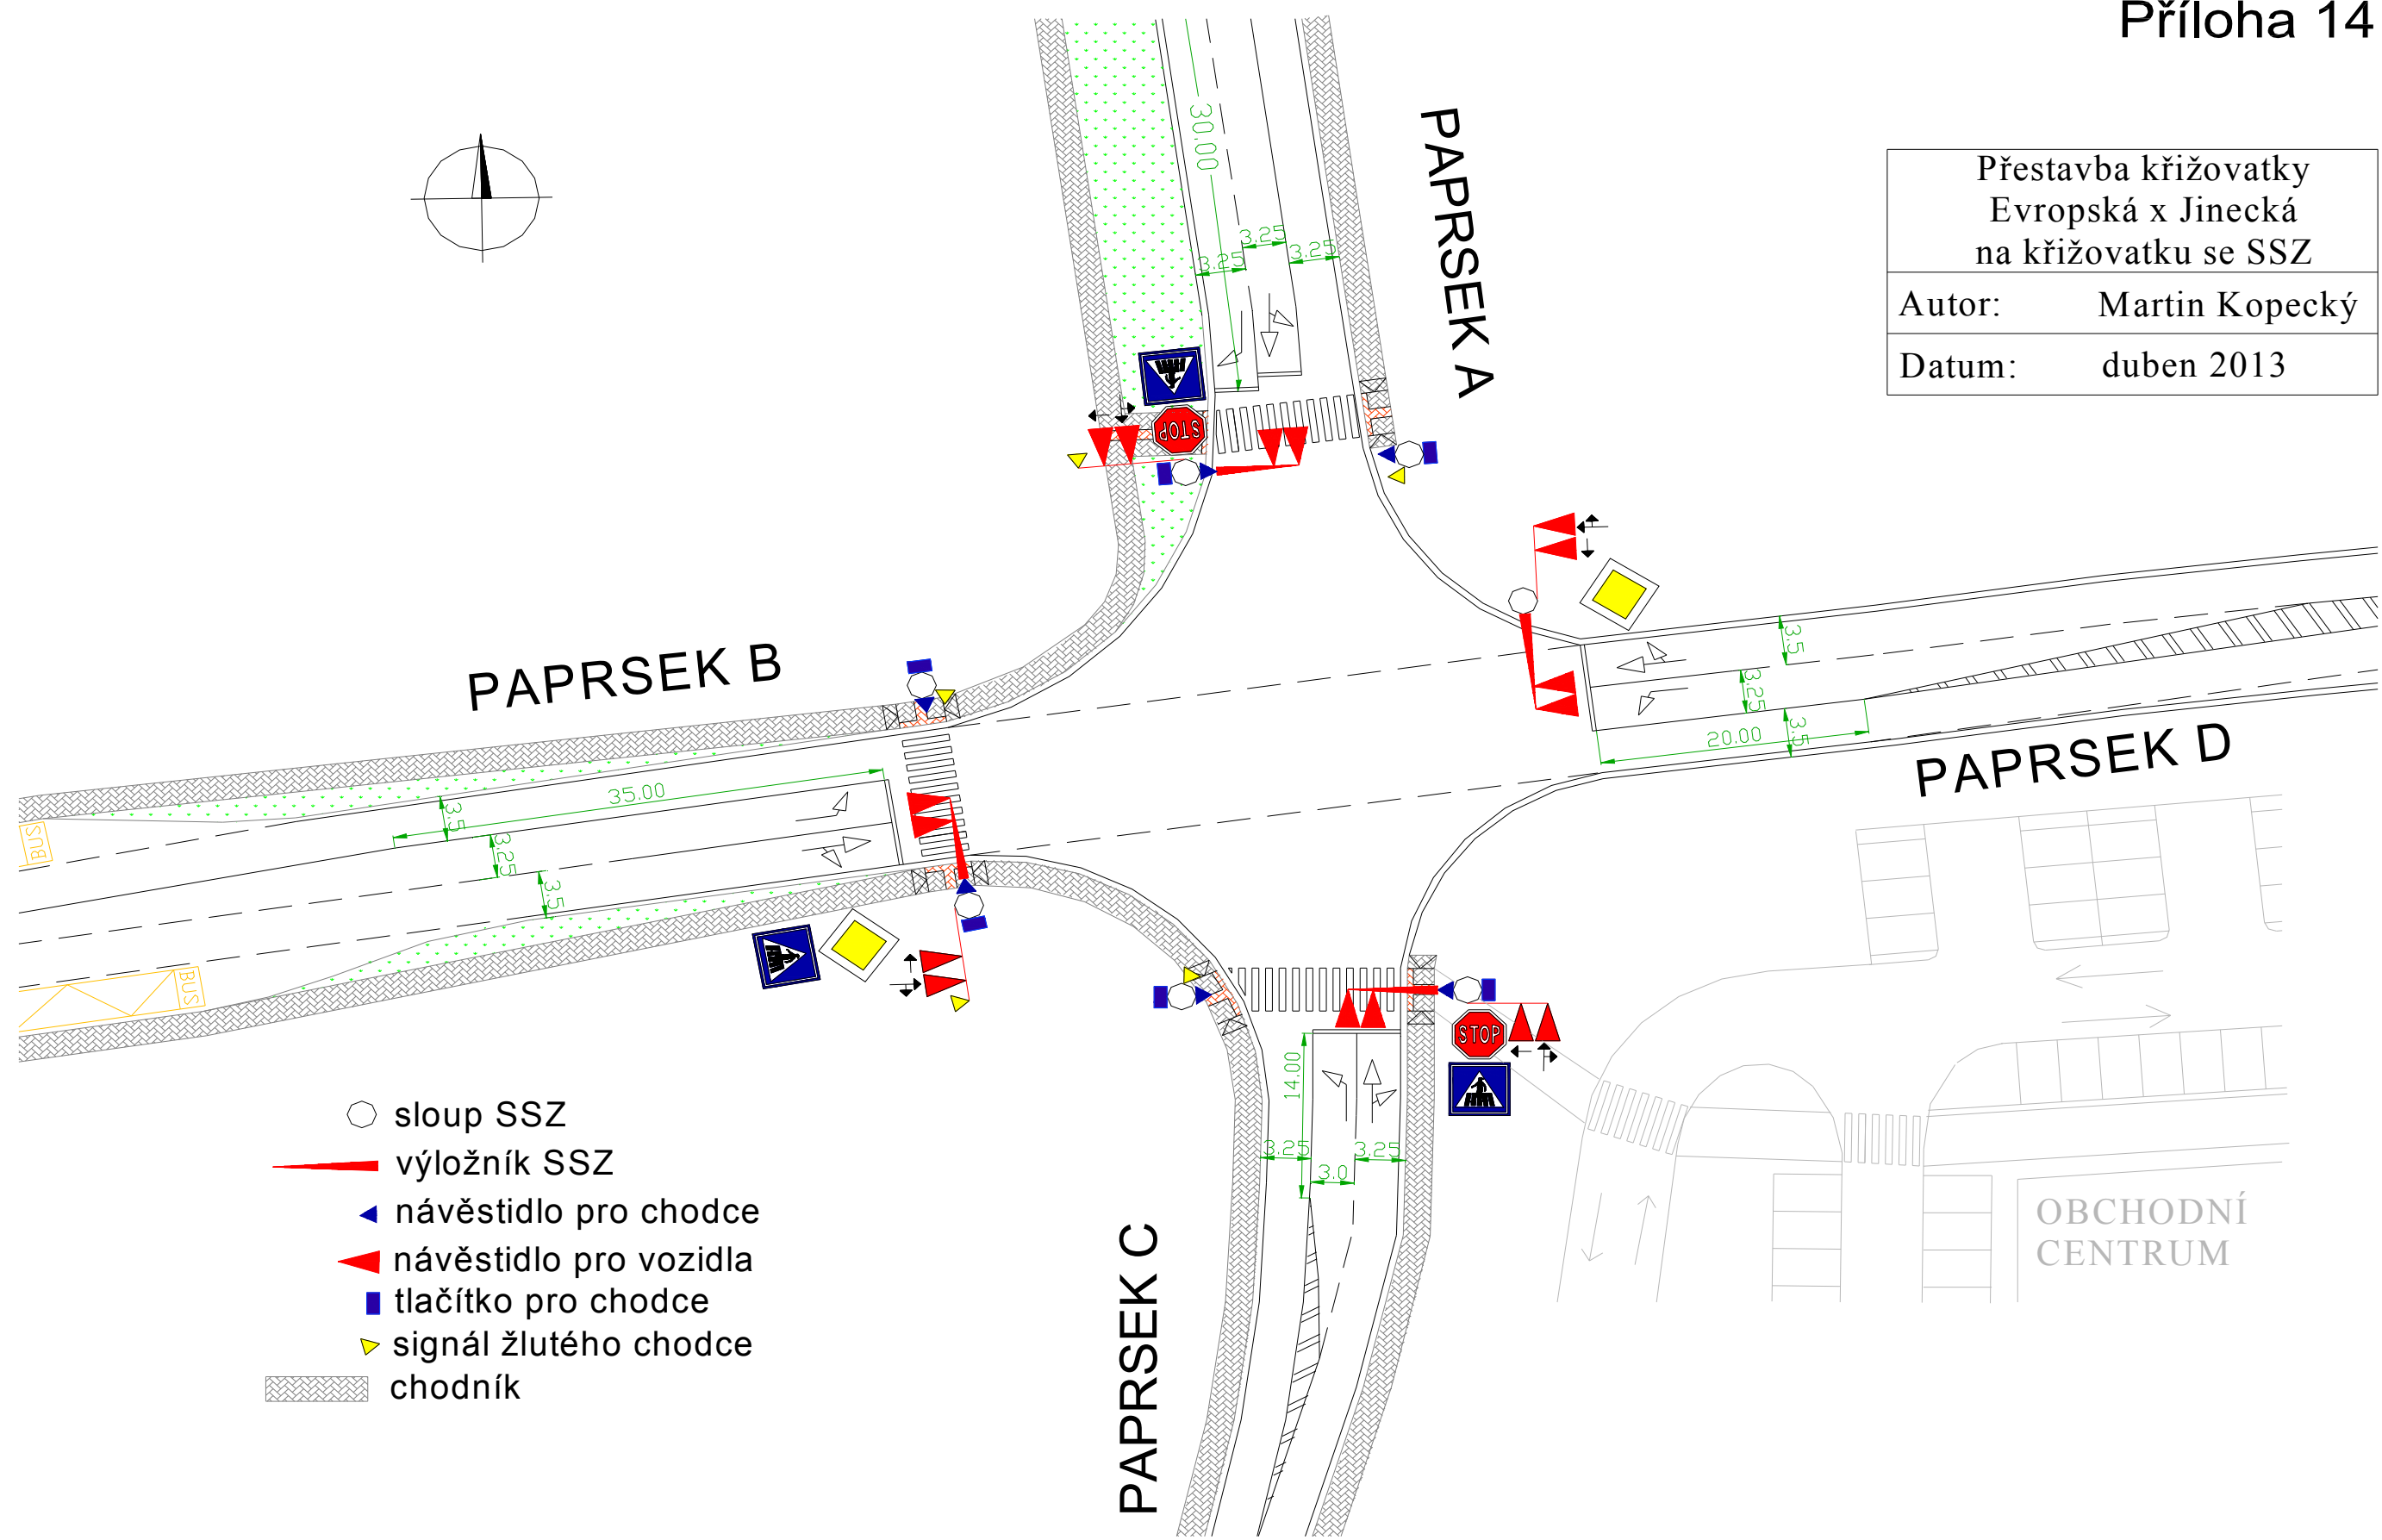 Příloha 14
Přestavba křižovatky
Evropská x Jinecká
na křižovatku se SSZ
Autor: Martin Kopecký
Datum: duben 2013
PAPRSEK A
30.00
3.25
3.25
3.25
STOP
PAPRSEK B
35.00
3.5
3.25
3.5
BUS
BUS
3.5
3.25
3.5
20.00
PAPRSEK D
STOP
14.00
3.25
3.0
3.25
PAPRSEK C
OBCHODNÍ
CENTRUM
sloup SSZ
výložník SSZ
návěstidlo pro chodce
návěstidlo pro vozidla
tlačítko pro chodce
signál žlutého chodce
chodník